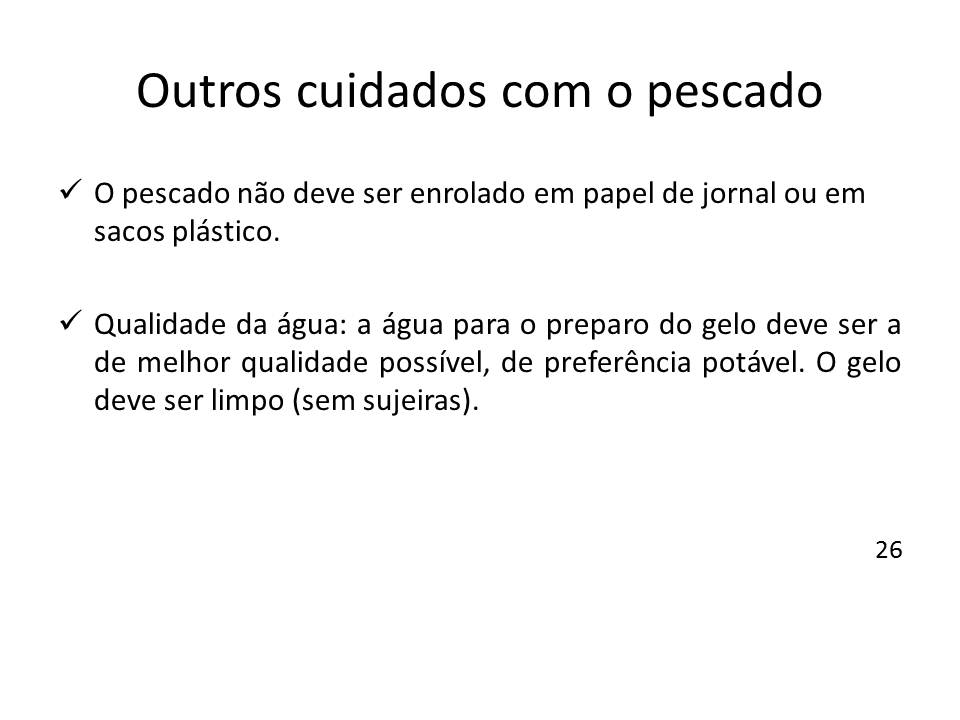 Outros cuidados com o pescado
✓ O pescado não deve ser enrolado em papel de jornal ou em
sacos plástico.
✓ Qualidade da água: a água para o preparo do gelo deve ser a
de melhor qualidade possível, de preferência potável. O gelo
deve ser limpo (sem sujeiras).
26